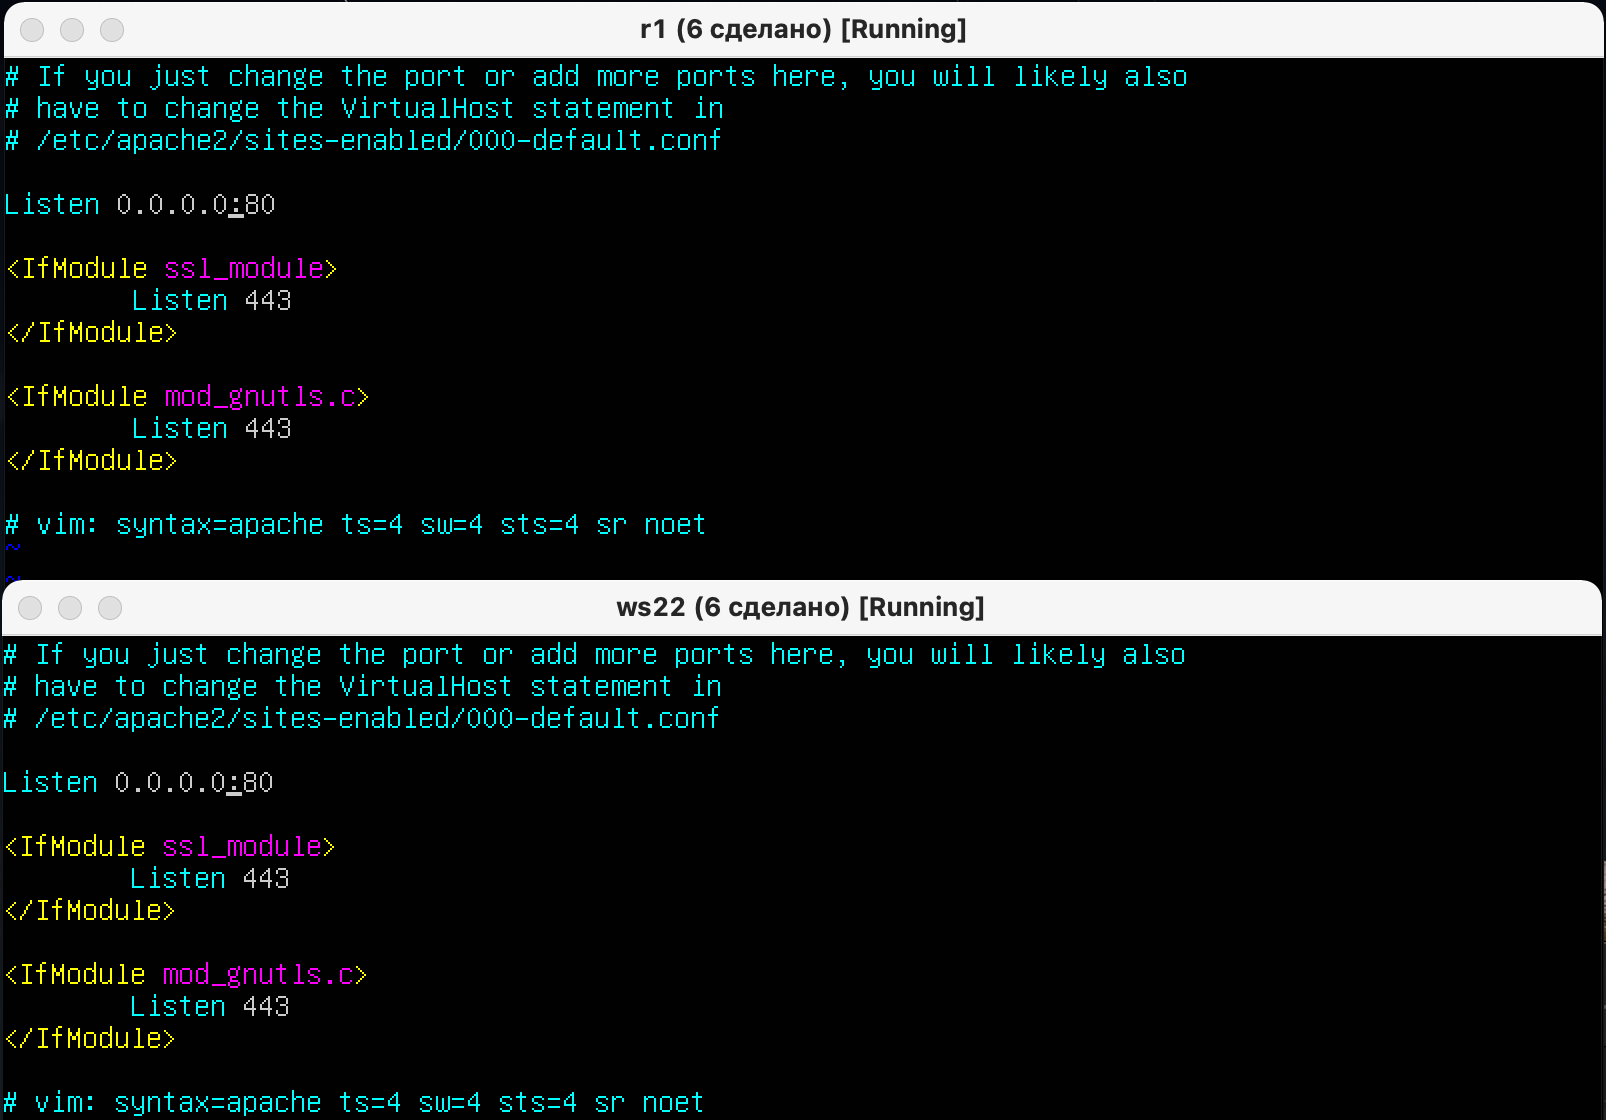 r1 (6 сделано) [Running]
# If you just change the port or add more ports here, you will likely also
# have to change the VirtualHost statement in
# /etc/apache2/sites-enabled/000-default.conf
Listen 0.0.0.0:80
<IfModule ssl_module>
Listen 443
</IfModule>
<IfModule mod_gnutls.c>
Listen 443
</IfModule>
# vim: syntax=apache ts=4 sw=4 sts=4 sr noet
~
~
ws22 (6 сделано) [Running]
# If you just change the port or add more ports here, you will likely also
# have to change the VirtualHost statement in
# /etc/apache2/sites-enabled/000-default.conf
Listen 0.0.0.0:80
<IfModule ssl_module>
Listen 443
</IfModule>
<IfModule mod_gnutls.c>
Listen 443
</IfModule>
# vim: syntax=apache ts=4 sw=4 sts=4 sr noet